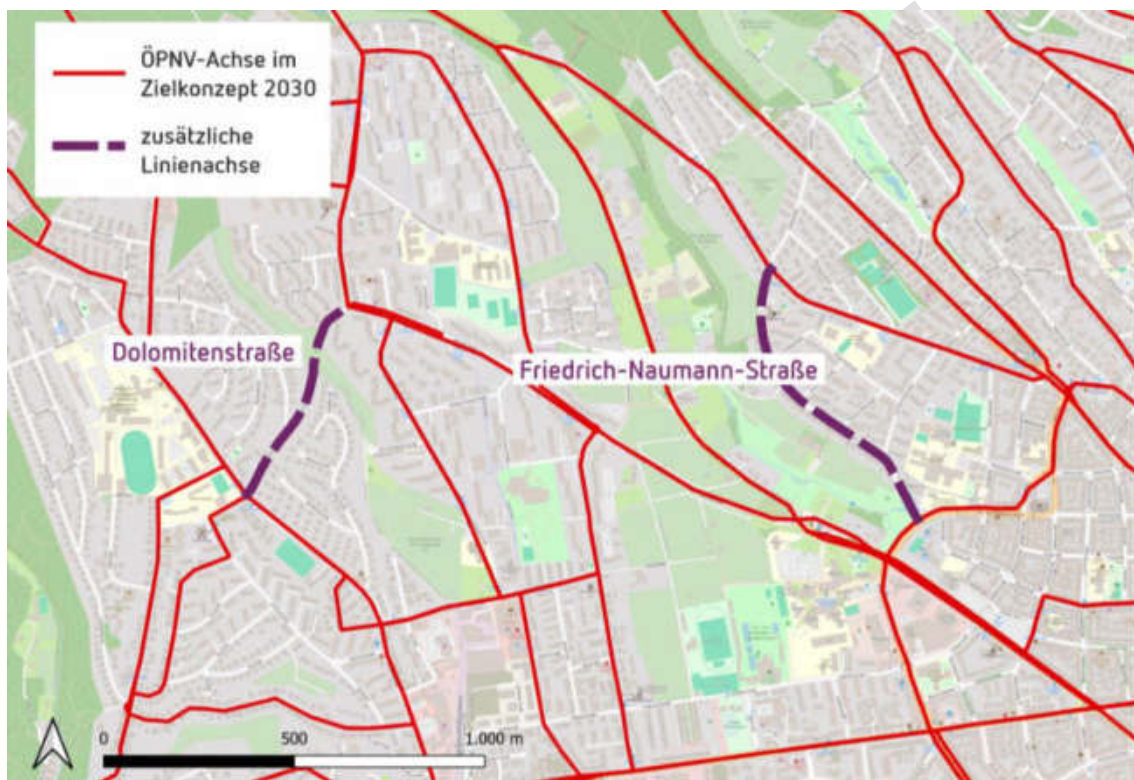 ÖPNV-Achse im
Zielkonzept 2030
zusätzliche
Linienachse
Dolomitenstraße
Friedrich-Naumann-Straße
0 500 1.000 m